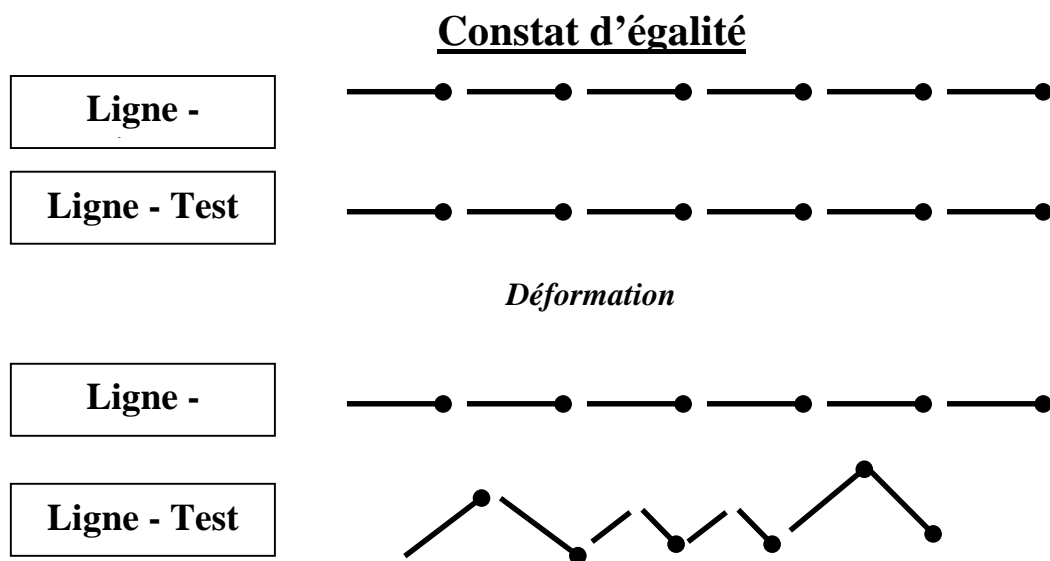 Constat d'égalité
Ligne -
Ligne - Test
Déformation
Ligne -
Ligne - Test